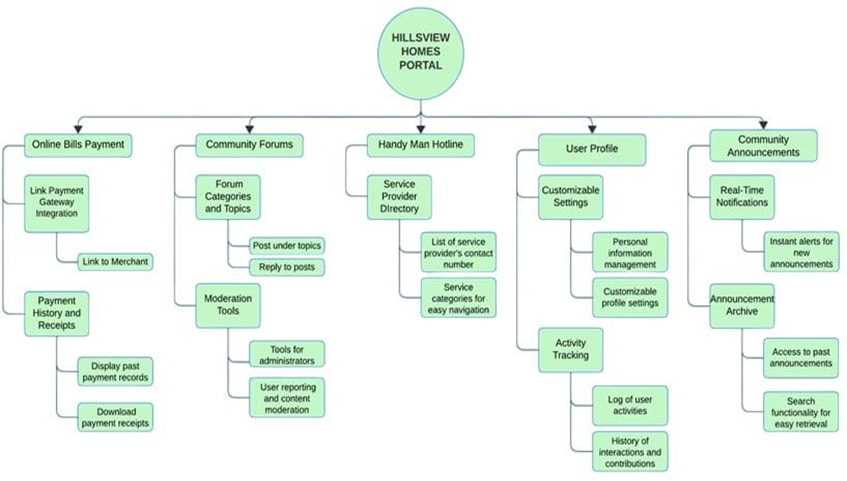 HILLSVIEW
HOMES
PORTAL
Online Bills Payment
Link Payment
Gateway
Integration
Link to Merchant
Payment
History and
Receipts
Display past
payment records
Download
payment receipts
Community Forums
Forum
Categories
and Topics
Post under topics
Reply to posts
Moderation
Tools
Tools for
administrators
User reporting
and content
moderation
Handy Man Hotline
Service
Provider
DIrectory
List of service
provider's contact
number
Service
categories for
easy navigation
User Profile
Customizable
Settings
Personal
information
management
Customizable
profile settings
Activity
Tracking
Log of user
activities
History of
interactions and
contributions
Community
Announcements
Real-Time
Notifications
Instant alerts for
new
announcements
Announcement
Archive
Access to past
announcements
Search
functionality for
easy retrieval